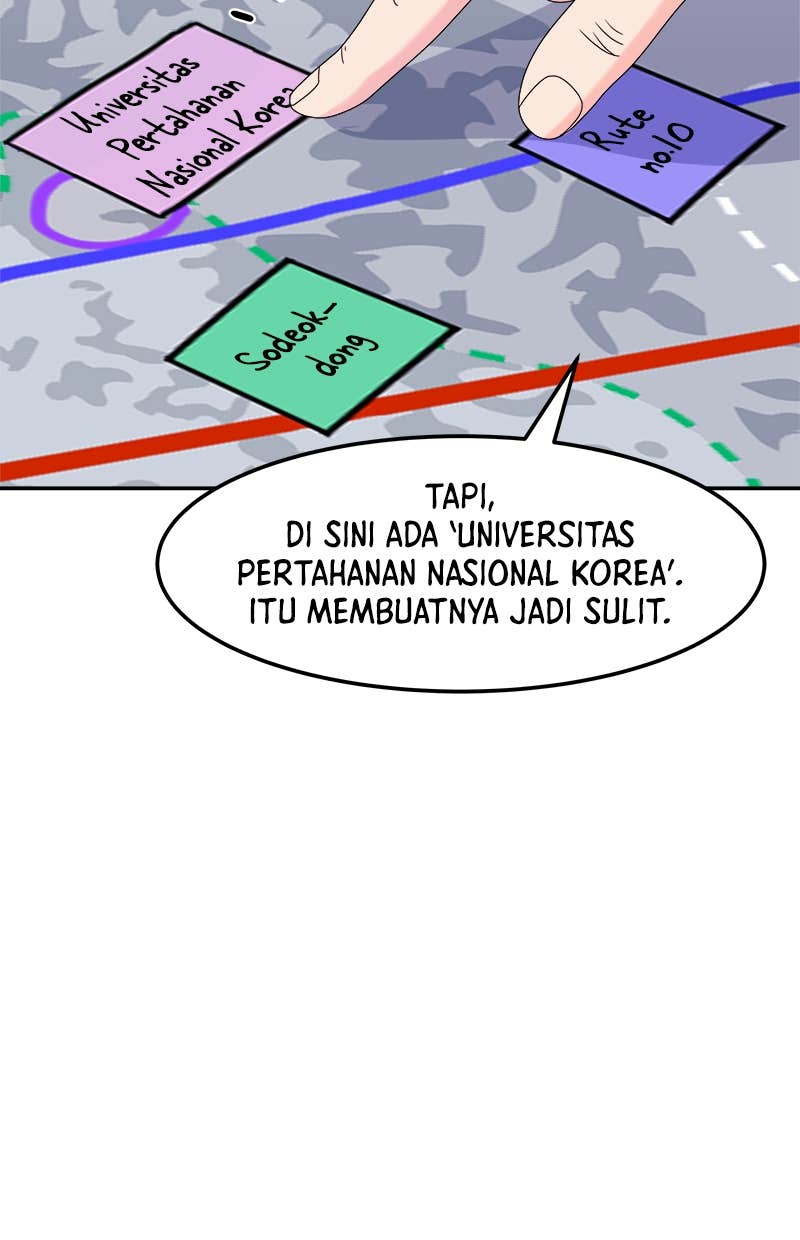 Universitas
Pertahanan
Nasional Korea
Rute
no.10
Sodeok-
dong
TAPI,
DI SINI ADA ‘UNIVERSITAS
PERTAHANAN NASIONAL KOREA’.
ITU MEMBUATNYA JADI SULIT.